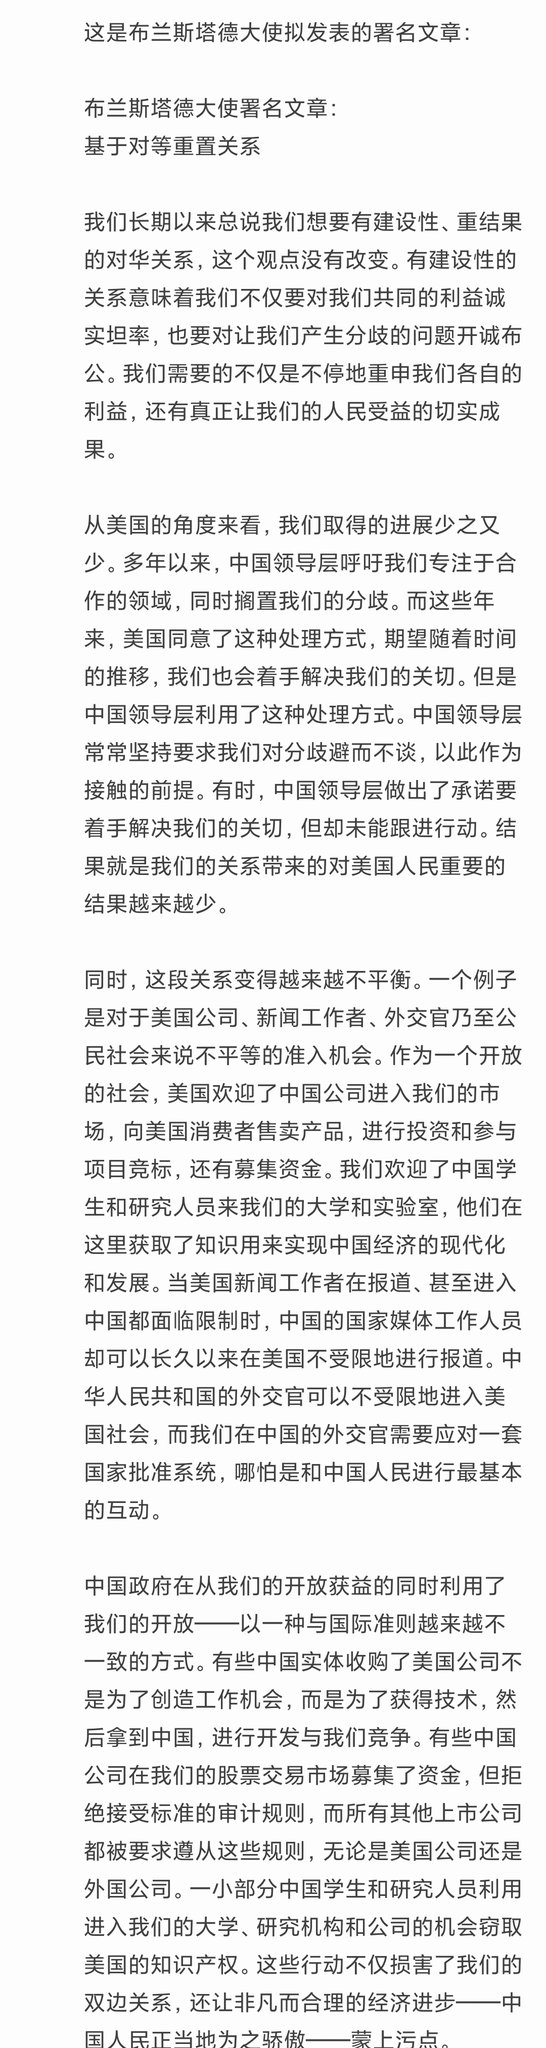 这是布兰斯塔德大使拟发表的署名文章：
布兰斯塔德大使署名文章：
基于对等重置关系
我们长期以来总说我们想要有建设性、重结果
的对华关系，这个观点没有改变。有建设性的
关系意味着我们不仅要对我们共同的利益诚
实坦率，也要对让我们产生分歧的问题开诚布
公。我们需要的不仅是不停地重申我们各自的
利益，还有真正让我们的人民受益的切实成
果。
从美国的角度来看，我们取得的进展少之又
少。多年以来，中国领导层呼吁我们专注于合
作的领域，同时搁置我们的分歧。而这些年
来，美国同意了这种处理方式，期望随着时间
的推移，我们也会着手解决我们的关切。但是
中国领导层利用了这种处理方式。中国领导层
常常坚持要求我们对分歧避而不谈，以此作为
接触的前提。有时，中国领导层做出了承诺要
着手解决我们的关切，但却未能跟进行动。结
果就是我们的关系带来的对美国人民重要的
结果越来越少。
同时，这段关系变得越来越不平衡。一个例子
是对于美国公司、新闻工作者、外交官乃至公
民社会来说不平等的准入机会。作为一个开放
的社会，美国欢迎了中国公司进入我们的市
场，向美国消费者售卖产品，进行投资和参与
项目竞标，还有募集资金。我们欢迎了中国学
生和研究人员来我们的大学和实验室，他们在
这里获取了知识用来实现中国经济的现代化
和发展。当美国新闻工作者在报道、甚至进入
中国都面临限制时，中国的国家媒体工作人员
却可以长久以来在美国不受限地进行报道。中
华人民共和国的外交官可以不受限地进入美
国社会，而我们在中国的外交官需要应对一套
国家批准系统，哪怕是和中国人民进行最基本
的互动。
中国政府在从我们的开放获益的同时利用了
我们的开放——以一种与国际准则越来越不
一致的方式。有些中国实体收购了美国公司不
是为了创造工作机会，而是为了获得技术，然
后拿到中国，进行开发与我们竞争。有些中国
公司在我们的股票交易市场募集了资金，但拒
绝接受标准的审计规则，而所有其他上市公司
都被要求遵从这些规则，无论是美国公司还是
外国公司。一小部分中国学生和研究人员利用
进入我们的大学、研究机构和公司的机会窃取
美国的知识产权。这些行动不仅损害了我们的
双边关系，还让非凡而合理的经济进步——中
国人民正当地为之骄傲——蒙上污点。